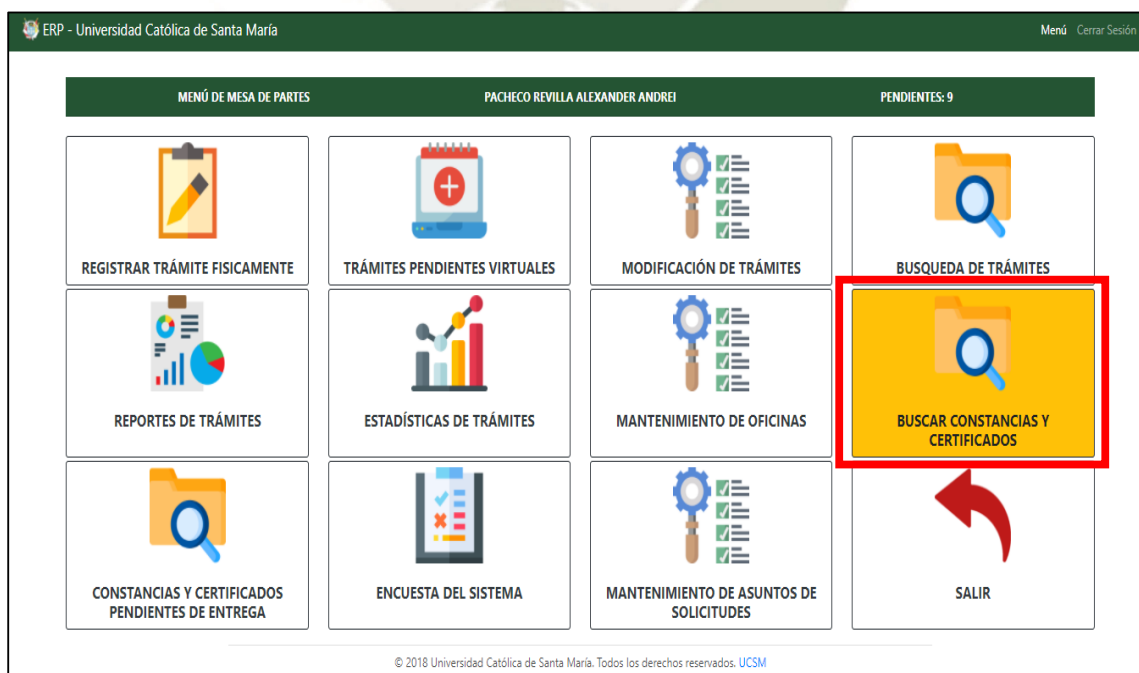 ERP - Universidad Católica de Santa María
Menú Cerrar Sesión
MENÚ DE MESA DE PARTES
PACHECO REVILLA ALEXANDER ANDREI
PENDIENTES: 9
REGISTRAR TRÁMITE FISICAMENTE
TRÁMITES PENDIENTES VIRTUALES
MODIFICACIÓN DE TRÁMITES
BUSQUEDA DE TRÁMITES
REPORTES DE TRÁMITES
ESTADÍSTICAS DE TRÁMITES
MANTENIMIENTO DE OFICINAS
BUSCAR CONSTANCIAS Y
CERTIFICADOS
CONSTANCIAS Y CERTIFICADOS
PENDIENTES DE ENTREGA
ENCUESTA DEL SISTEMA
MANTENIMIENTO DE ASUNTOS DE
SOLICITUDES
SALIR
© 2018 Universidad Católica de Santa María. Todos los derechos reservados. UCSM